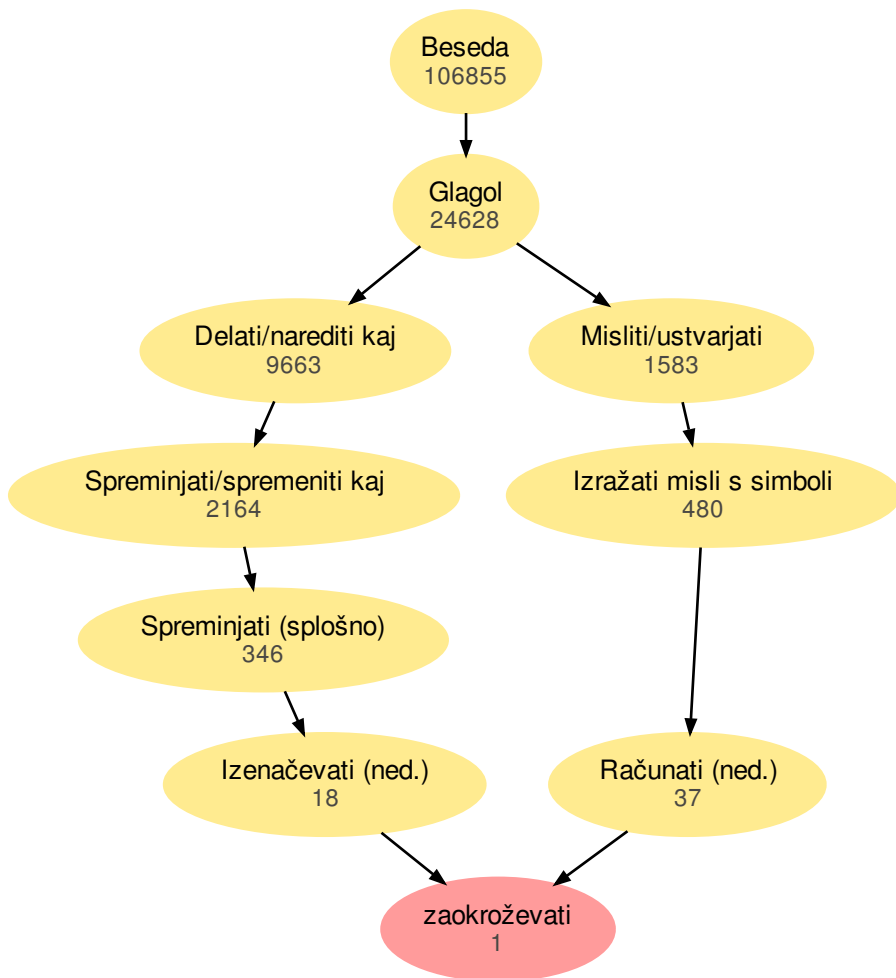 Beseda
106855
Glagol
24628
Delati/narediti kaj
9663
Misliti/ustvarjati
1583
Spreminjati/spremeniti kaj
2164
Izražati misli s simboli
480
Spreminjati (splošno)
346
Izenačevati (ned.)
18
Računati (ned.)
37
zaokroževati
1